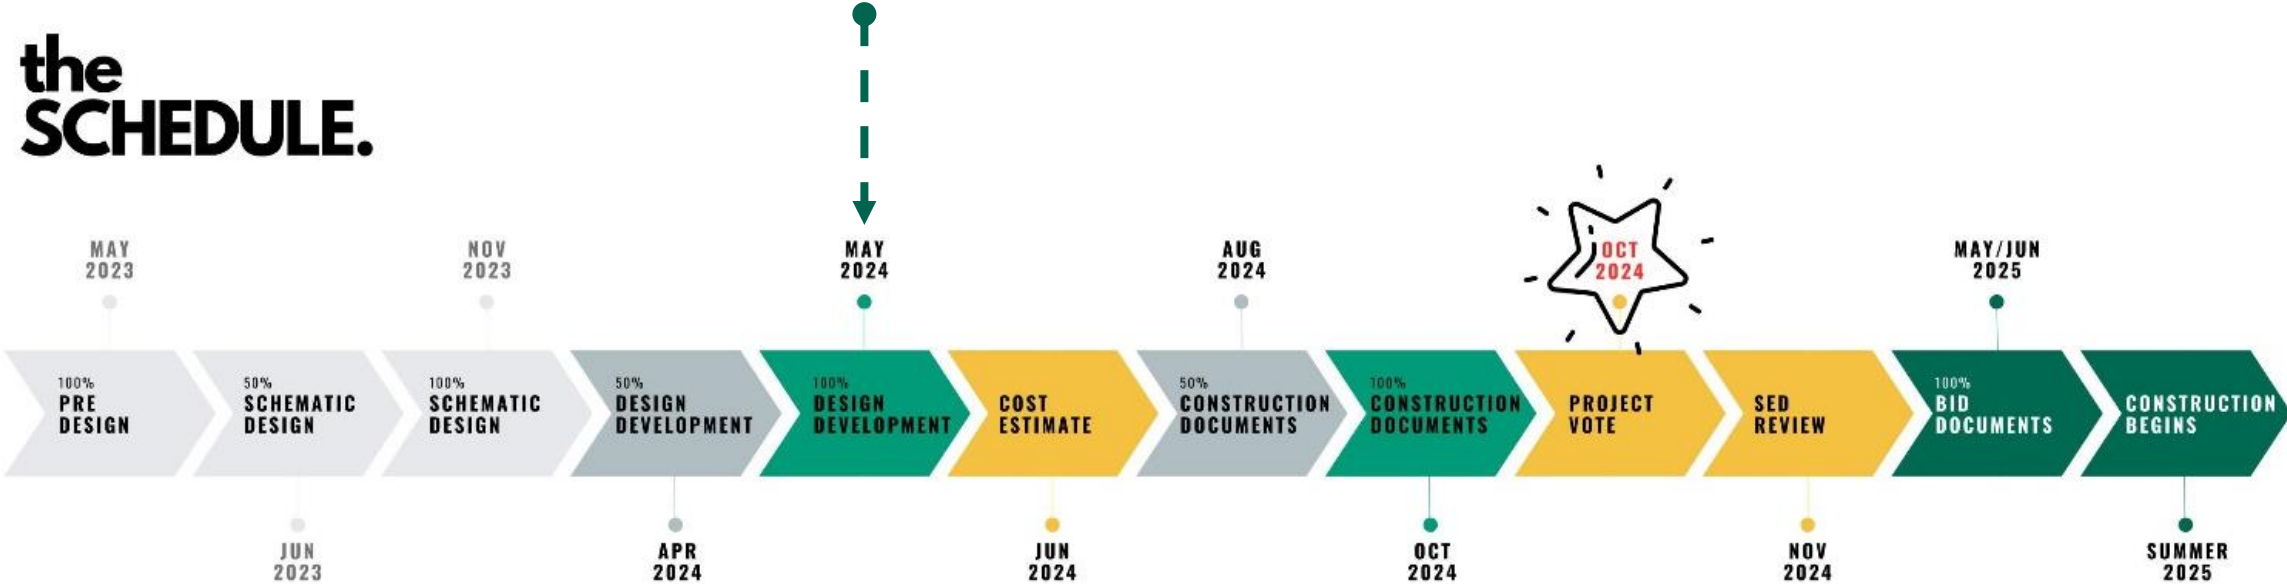 the
SCHEDULE.
MAY
2023
NOV
2023
MAY
2024
AUG
2024
OCT
2024
MAY/JUN
2025
100%
PRE
DESIGN
50%
SCHEMATIC
DESIGN
100%
SCHEMATIC
DESIGN
50%
DESIGN
DEVELOPMENT
100%
DESIGN
DEVELOPMENT
COST
ESTIMATE
50%
CONSTRUCTION
DOCUMENTS
100%
CONSTRUCTION
DOCUMENTS
PROJECT
VOTE
SED
REVIEW
100%
BID
DOCUMENTS
CONSTRUCTION
BEGINS
JUN
2023
APR
2024
JUN
2024
OCT
2024
NOV
2024
SUMMER
2025